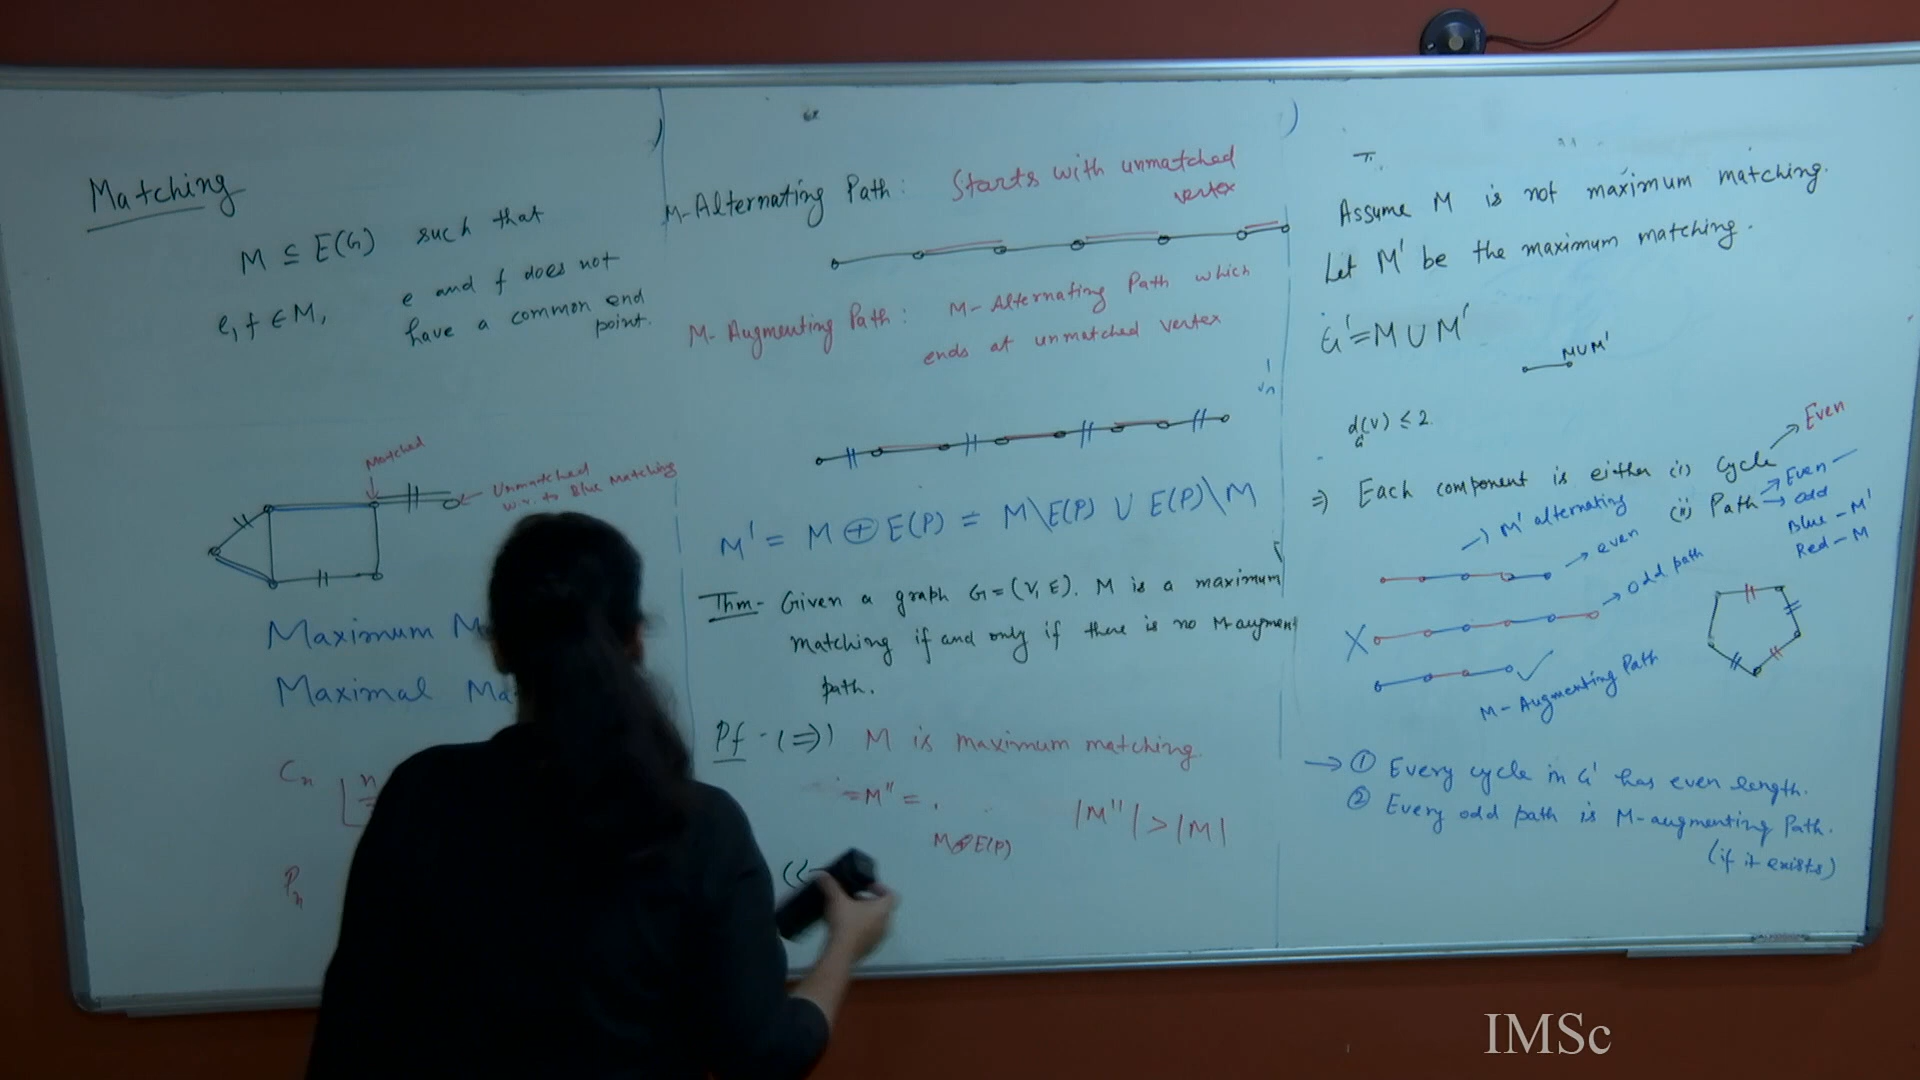 Matching
M ⊆ E(G) such that
e, f ∈ M, e and f does not
have a common end
point.
Matched
Unmatched
w.r.to Blue Matching
Maximum
Maximal
Cn
Pn
M-Alternating Path: Starts with unmatched
vertex
M-Augmenting Path: M-Alternating Path which
ends at unmatched vertex
M' = M ⊕ E(P) = M\E(P) ∪ E(P)\M
Thm- Given a graph G=(V,E). M is a maximum
matching if and only if there is no M-augment
path.
Pf - (⇒) M is maximum matching.
=M" = .
M⊕E(P)
|M"| > |M|
Assume M is not maximum matching.
Let M' be the maximum matching.
G' = M ∪ M'
M∪M'
d(v) ≤ 2.
G'
⇒ Each component is either (i) Cycle → Even
(ii) Path → Even
→ odd
Blue - M'
Red - M
→ M' alternating
→ even
X → odd path
✓
M-Augmenting Path
→ ① Every cycle in G' has even length.
② Every odd path is M-augmenting Path.
(if it exists)
IMSc